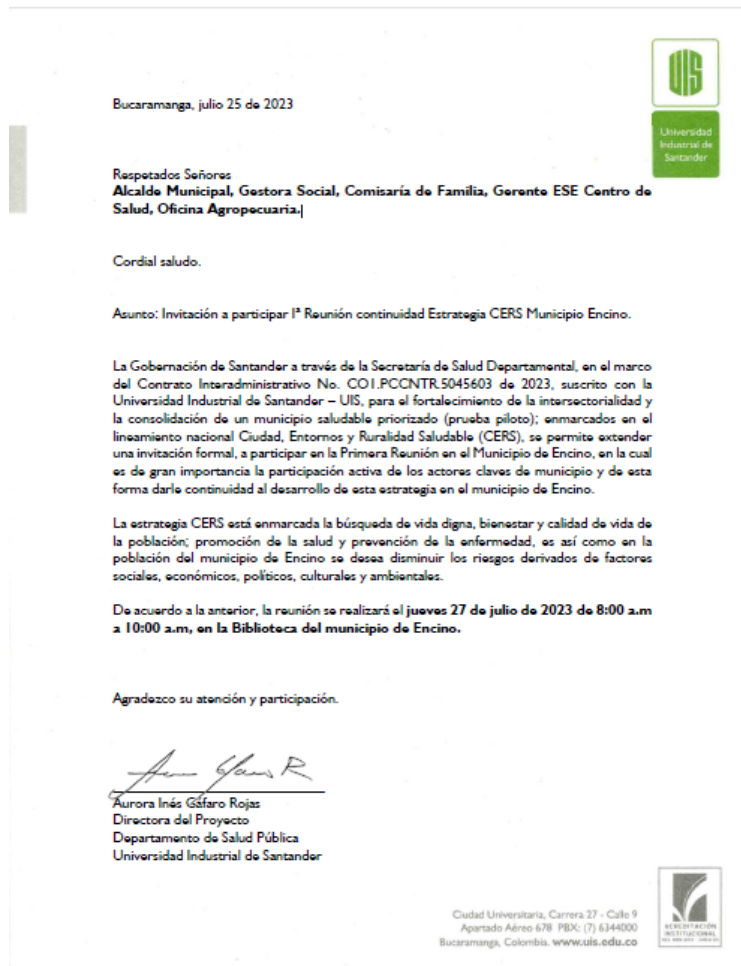 UIS
Universidad
Industrial de
Santander
Bucaramanga, julio 25 de 2023
Respetados Señores
Alcalde Municipal, Gestora Social, Comisaría de Familia, Gerente ESE Centro de
Salud, Oficina Agropecuaria.
Cordial saludo.
Asunto: Invitación a participar Iª Reunión continuidad Estrategia CERS Municipio Encino.
La Gobernación de Santander a través de la Secretaría de Salud Departamental, en el marco
del Contrato Interadministrativo No. CO1.PCCNTR.5045603 de 2023, suscrito con la
Universidad Industrial de Santander – UIS, para el fortalecimiento de la intersectorialidad y
la consolidación de un municipio saludable priorizado (prueba piloto); enmarcados en el
lineamiento nacional Ciudad, Entornos y Ruralidad Saludable (CERS), se permite extender
una invitación formal, a participar en la Primera Reunión en el Municipio de Encino, en la cual
es de gran importancia la participación activa de los actores claves de municipio y de esta
forma darle continuidad al desarrollo de esta estrategia en el municipio de Encino.
La estrategia CERS está enmarcada la búsqueda de vida digna, bienestar y calidad de vida de
la población; promoción de la salud y prevención de la enfermedad, es así como en la
población del municipio de Encino se desea disminuir los riesgos derivados de factores
sociales, económicos, políticos, culturales y ambientales.
De acuerdo a la anterior, la reunión se realizará el jueves 27 de julio de 2023 de 8:00 a.m
a 10:00 a.m, en la Biblioteca del municipio de Encino.
Agradezco su atención y participación.
Aurora Inés Gáfaro Rojas
Directora del Proyecto
Departamento de Salud Pública
Universidad Industrial de Santander
Ciudad Universitaria, Carrera 27 - Calle 9
Apartado Aéreo 678 PBX: (7) 6344000
Bucaramanga, Colombia. www.uis.edu.co
ACREDITACIÓN
INSTITUCIONAL